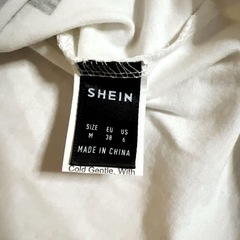 SHEIN
SIZE EU US
M 38 6
MADE IN CHINA
Cold Gentle, With